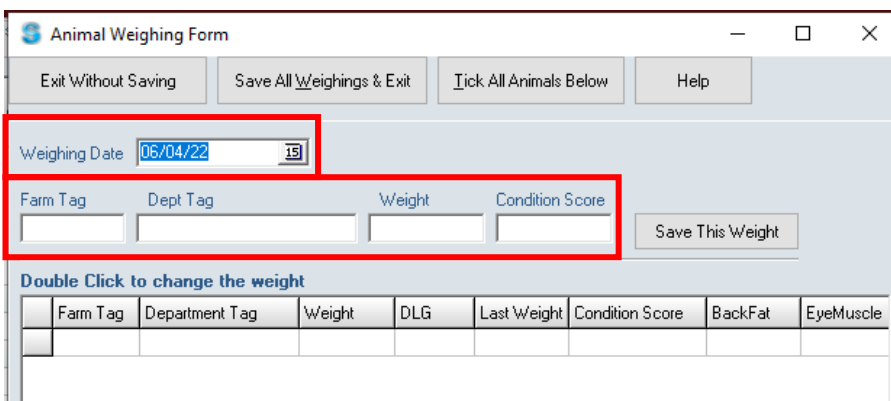 Animal Weighing Form
Exit Without Saving Save All Weighings & Exit Tick All Animals Below Help
Weighing Date 06/04/22 15
Farm Tag Dept Tag Weight Condition Score
Save This Weight
Double Click to change the weight
Farm Tag Department Tag Weight DLG Last Weight Condition Score BackFat EyeMuscle